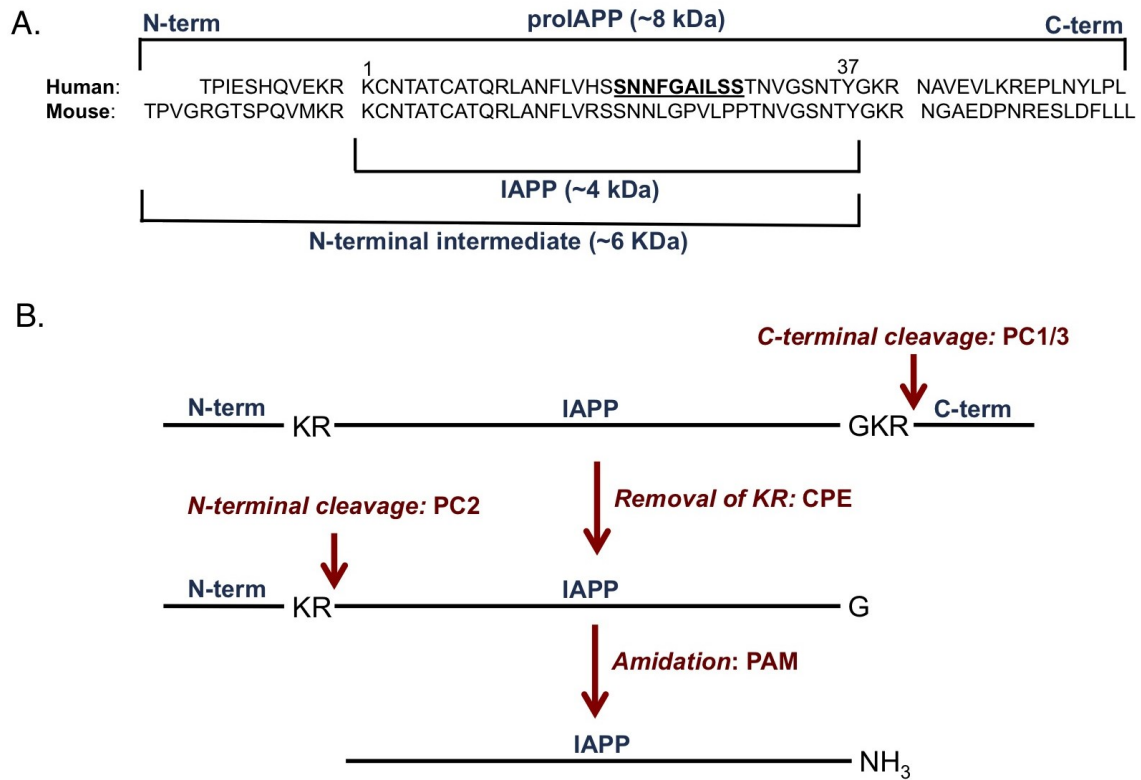 A.
N-term proIAPP (~8 kDa) C-term
1 37
Human: TPIESHQVEKR KCNTATCATQRLANFLVHSSNNFGAILSSTNVGSNTYGKR NAVEVLKREPLNYLPL
Mouse: TPVGRGTSPQVMKR KCNTATCATQRLANFLVRSSNNLGPVLPPTNVGSNTYGKR NGAEDPNRESLDFLLL
IAPP (~4 kDa)
N-terminal intermediate (~6 KDa)
B.
C-terminal cleavage: PC1/3
N-term KR IAPP GKR C-term
Removal of KR: CPE
N-terminal cleavage: PC2
N-term KR IAPP G
Amidation: PAM
IAPP NH3